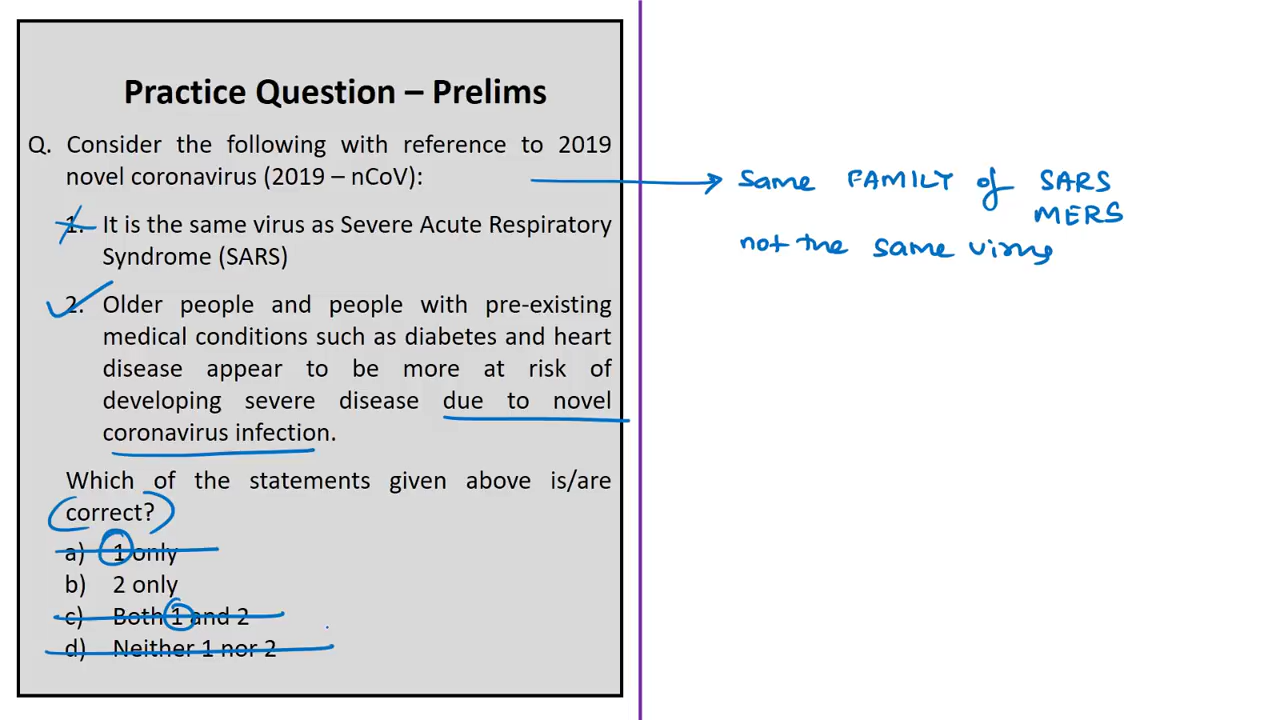 Practice Question – Prelims
Q. Consider the following with reference to 2019
novel coronavirus (2019 – nCoV):
1. It is the same virus as Severe Acute Respiratory
Syndrome (SARS)
2. Older people and people with pre-existing
medical conditions such as diabetes and heart
disease appear to be more at risk of
developing severe disease due to novel
coronavirus infection.
Which of the statements given above is/are
correct?
a) 1 only
b) 2 only
c) Both 1 and 2
d) Neither 1 nor 2
Same FAMILY of SARS
MERS
not the same virus